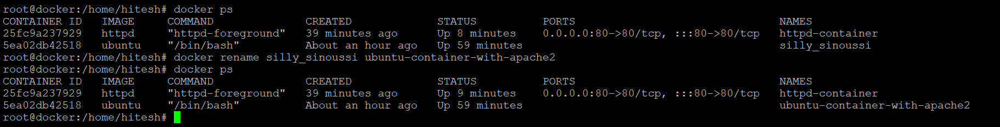 root@docker:/home/hitesh# docker ps
CONTAINER ID   IMAGE     COMMAND              CREATED             STATUS          PORTS                               NAMES
25fc9a237929   httpd     "httpd-foreground"   39 minutes ago      Up 8 minutes    0.0.0.0:80->80/tcp, :::80->80/tcp   httpd-container
5ea02db42518   ubuntu    "/bin/bash"          About an hour ago   Up 59 minutes                                       silly_sinoussi
root@docker:/home/hitesh# docker rename silly_sinoussi ubuntu-container-with-apache2
root@docker:/home/hitesh# docker ps
CONTAINER ID   IMAGE     COMMAND              CREATED             STATUS          PORTS                               NAMES
25fc9a237929   httpd     "httpd-foreground"   39 minutes ago      Up 9 minutes    0.0.0.0:80->80/tcp, :::80->80/tcp   httpd-container
5ea02db42518   ubuntu    "/bin/bash"          About an hour ago   Up 59 minutes                                       ubuntu-container-with-apache2
root@docker:/home/hitesh#